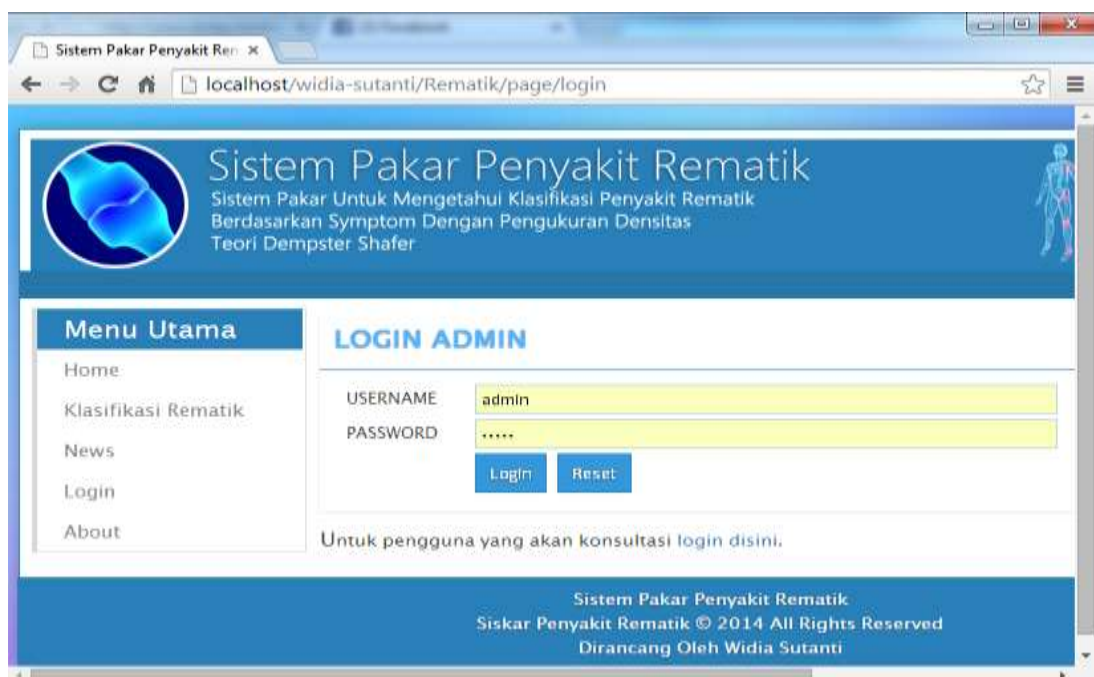 Sistem Pakar Penyakit Ren
localhost/widia-sutanti/Rematik/page/login
Sistem Pakar Penyakit Rematik
Sistem Pakar Untuk Mengetahui Klasifikasi Penyakit Rematik
Berdasarkan Symptom Dengan Pengukuran Densitas
Teori Dempster Shafer
Menu Utama
Home
Klasifikasi Rematik
News
Login
About
LOGIN ADMIN
USERNAME admin
PASSWORD .....
Login Reset
Untuk pengguna yang akan konsultasi login disini.
Sistem Pakar Penyakit Rematik
Siskar Penyakit Rematik © 2014 All Rights Reserved
Dirancang Oleh Widia Sutanti